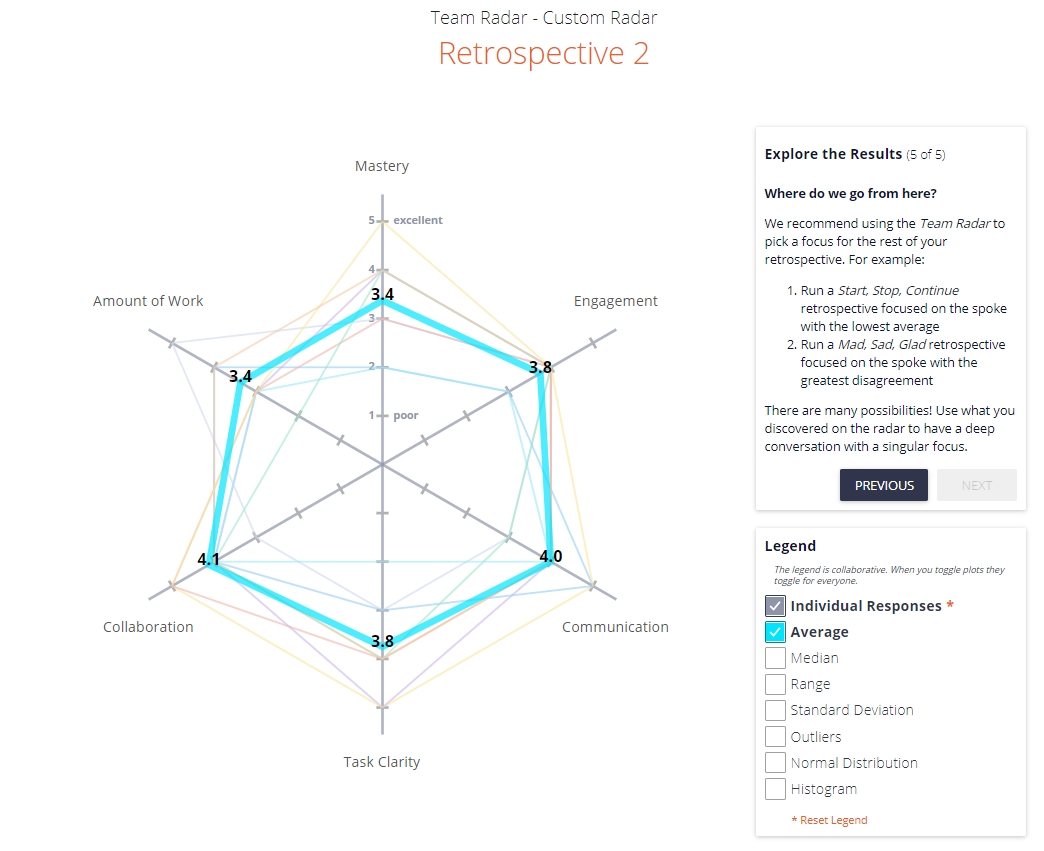 Team Radar - Custom Radar
Retrospective 2
Mastery
5
excellent
4
3.4
3
2
1
poor
Amount of Work
Engagement
3.4
3.8
4.1
4.0
3.8
Collaboration
Communication
Task Clarity
Explore the Results (5 of 5)
Where do we go from here?
We recommend using the Team Radar to
pick a focus for the rest of your
retrospective. For example:
1. Run a Start, Stop, Continue
retrospective focused on the spoke
with the lowest average
2. Run a Mad, Sad, Glad retrospective
focused on the spoke with the
greatest disagreement
There are many possibilities! Use what you
discovered on the radar to have a deep
conversation with a singular focus.
PREVIOUS
NEXT
Legend
The legend is collaborative. When you toggle plots they
toggle for everyone.
Individual Responses *
Average
Median
Range
Standard Deviation
Outliers
Normal Distribution
Histogram
* Reset Legend